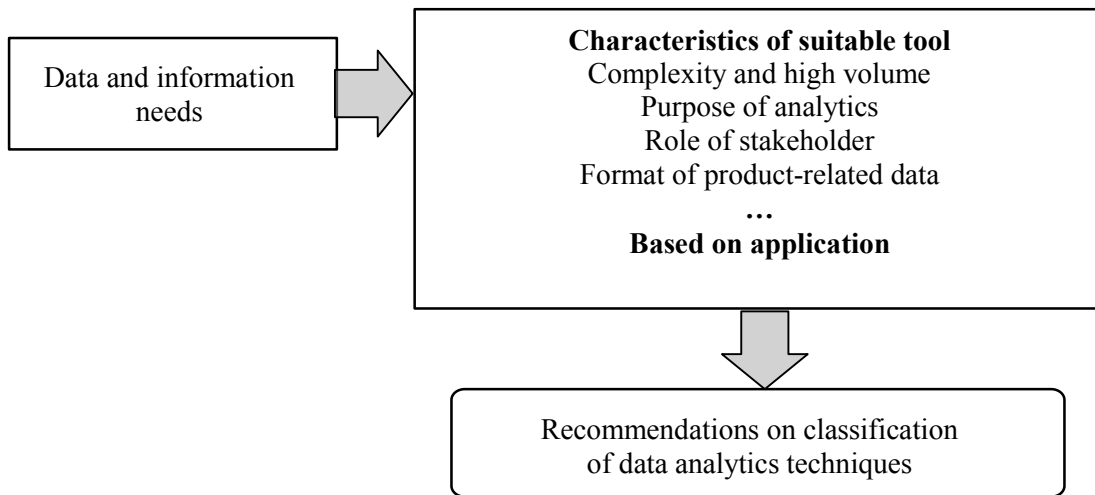 Data and information
needs
Characteristics of suitable tool
Complexity and high volume
Purpose of analytics
Role of stakeholder
Format of product-related data
…
Based on application
Recommendations on classification
of data analytics techniques